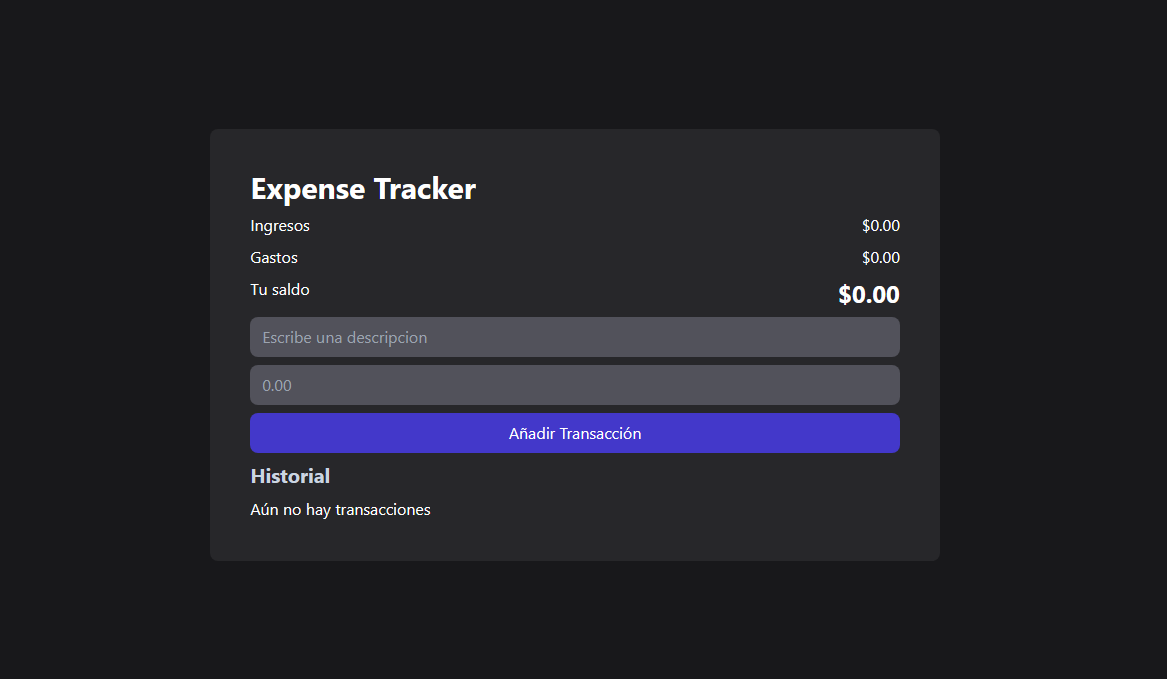 Expense Tracker
Ingresos $0.00
Gastos $0.00
Tu saldo $0.00
Escribe una descripcion
0.00
Añadir Transacción
Historial
Aún no hay transacciones